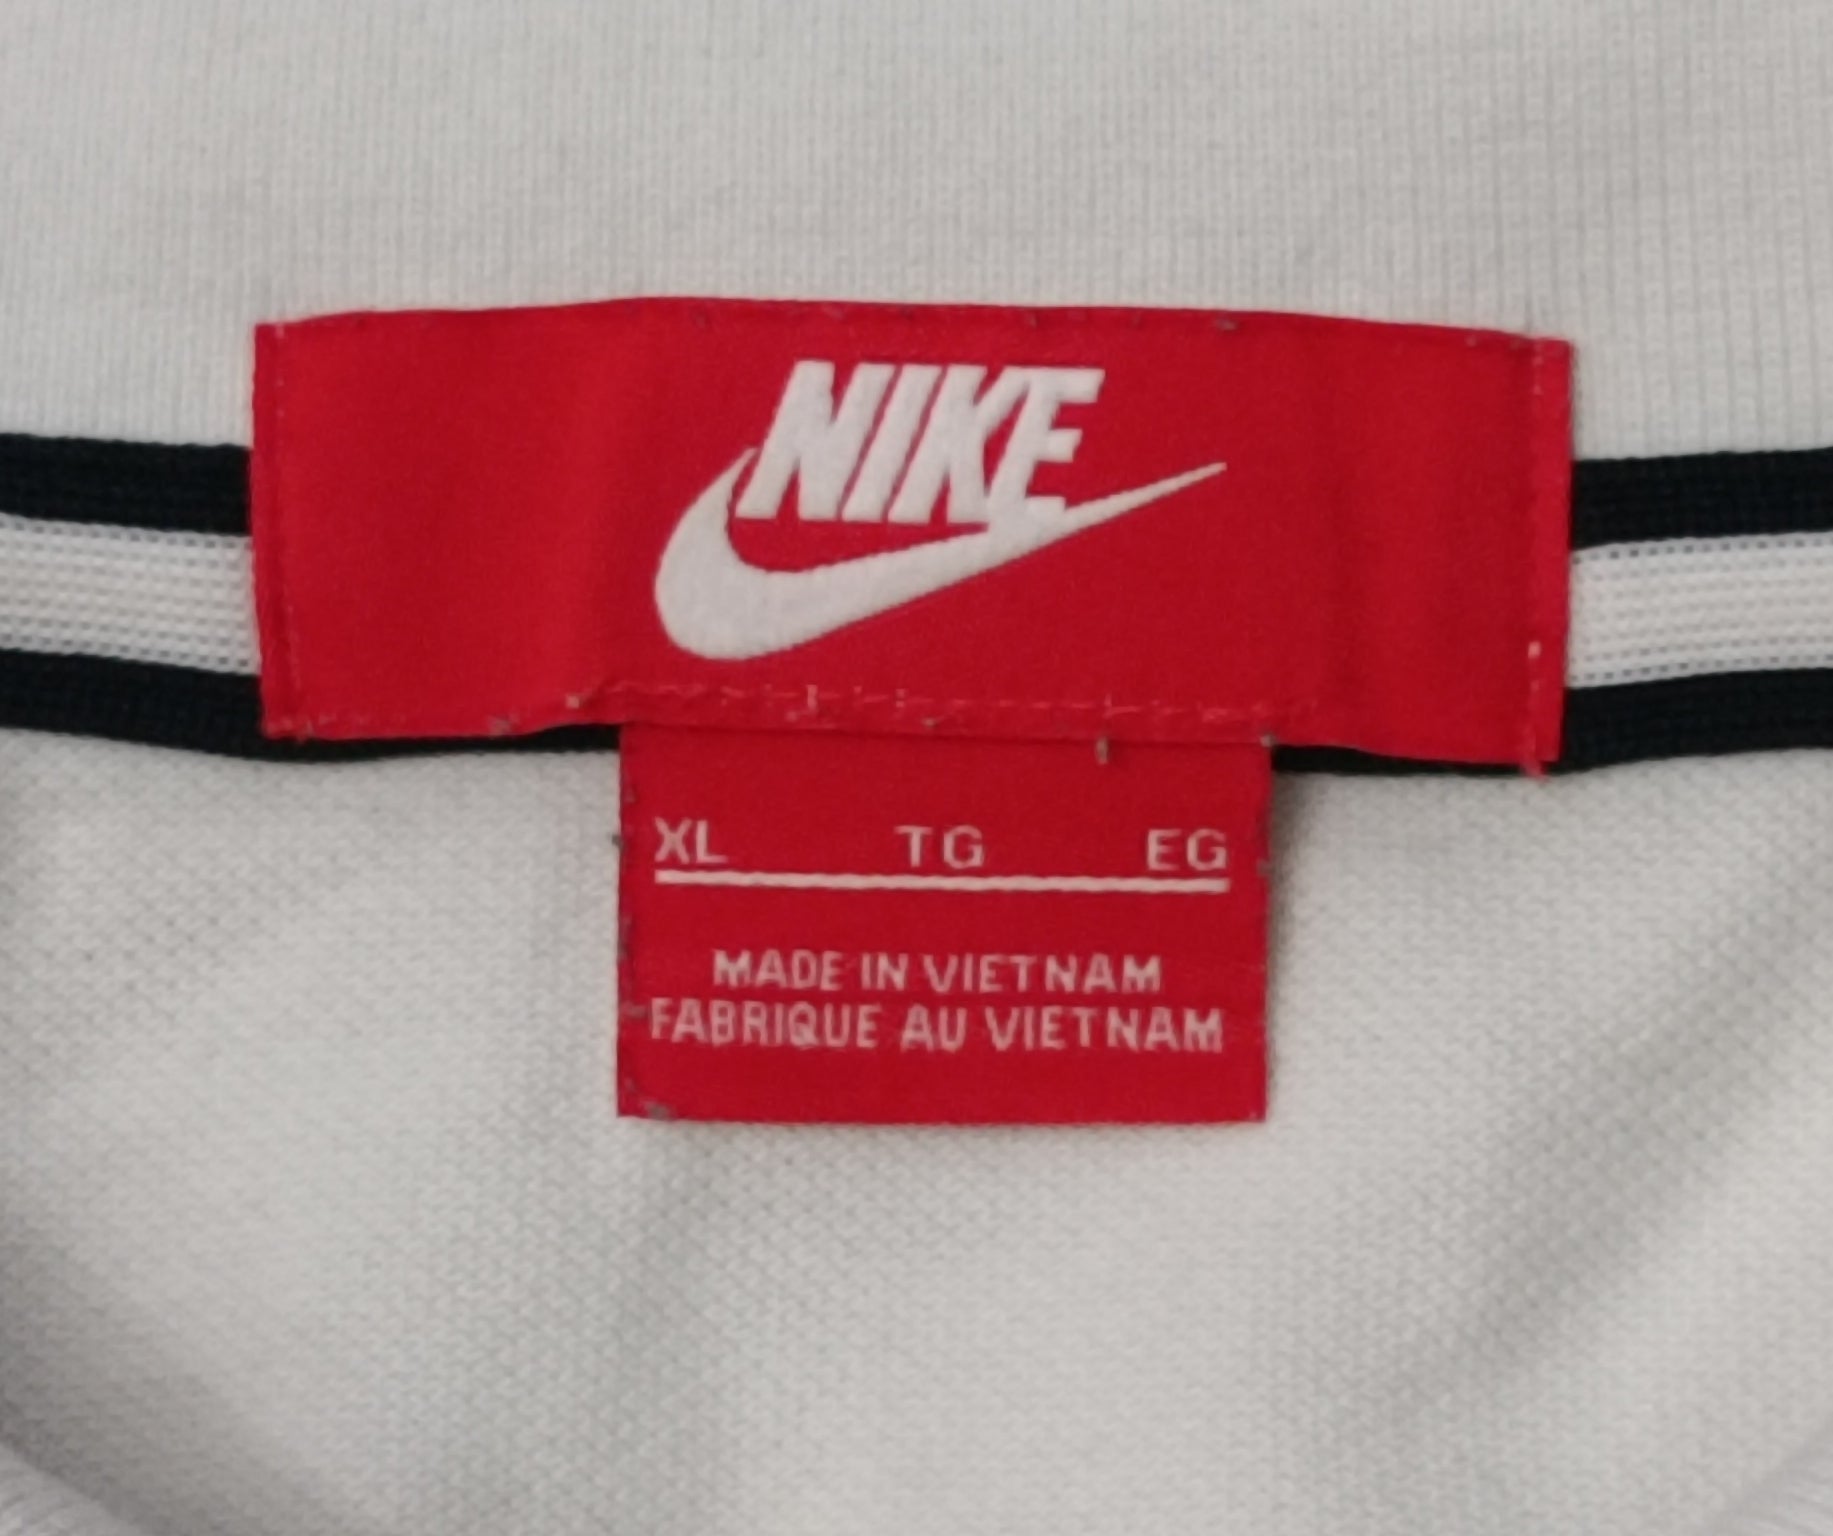 NIKE
XL TG EG
MADE IN VIETNAM
FABRIQUE AU VIETNAM